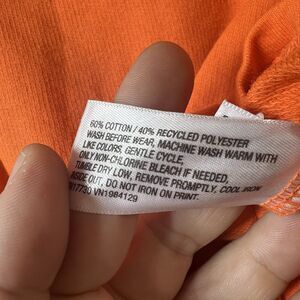 60% COTTON / 40% RECYCLED POLYESTER
WASH BEFORE WEAR, MACHINE WASH WARM WITH
LIKE COLORS, GENTLE CYCLE,
ONLY NON-CHLORINE BLEACH IF NEEDED,
TUMBLE DRY LOW, REMOVE PROMPTLY, COOL IRON
INSIDE OUT, DO NOT IRON ON PRINT.
VN1984129